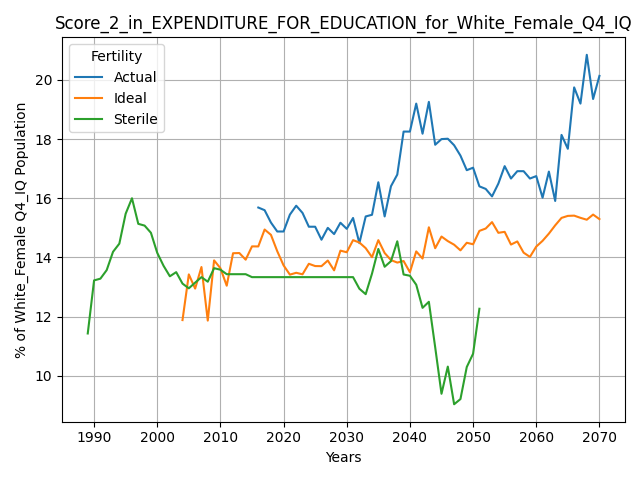 Score_2_in_EXPENDITURE_FOR_EDUCATION_for_White_Female_Q4_IQ
Fertility
Actual
Ideal
Sterile
% of White_Female Q4_IQ Population
20
18
16
14
12
10
1990 2000 2010 2020 2030 2040 2050 2060 2070
Years